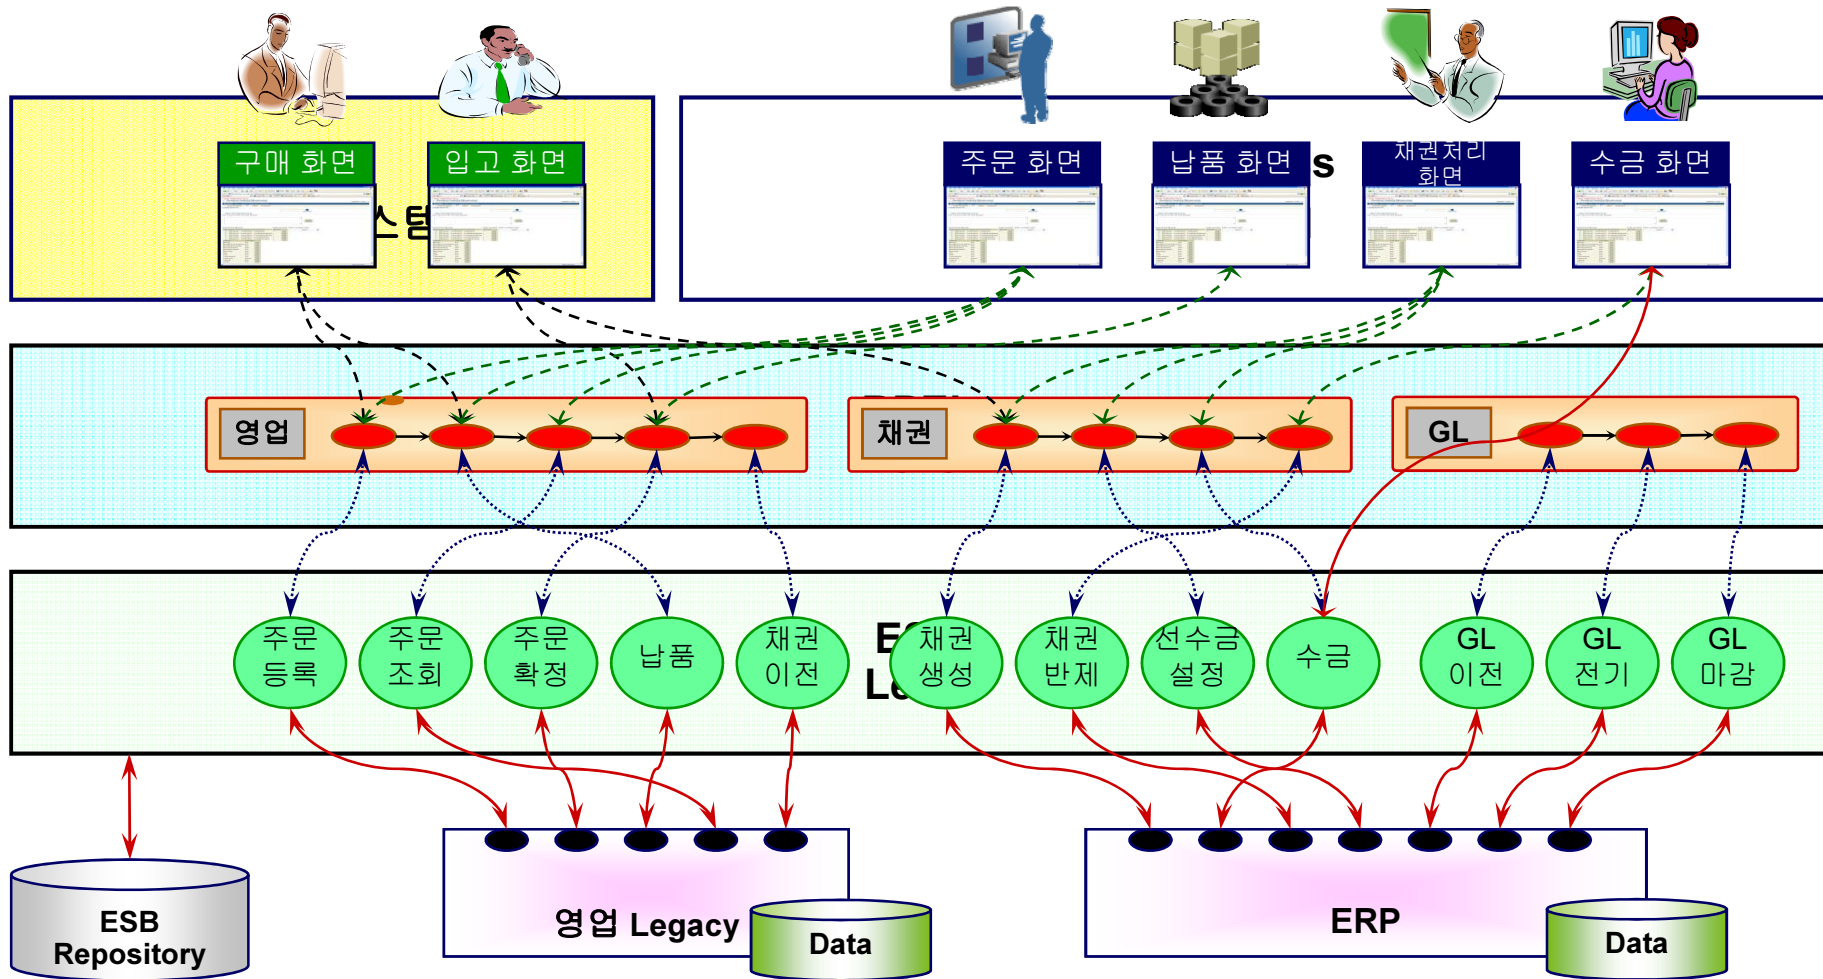 구매 화면
입고 화면
주문 화면
납품 화면
채권처리
화면
수금 화면
영업
채권
GL
주문
등록
주문
조회
주문
확정
납품
채권
이전
채권
생성
채권
반제
선수금
설정
수금
GL
이전
GL
전기
GL
마감
ESB
Repository
영업 Legacy
Data
ERP
Data